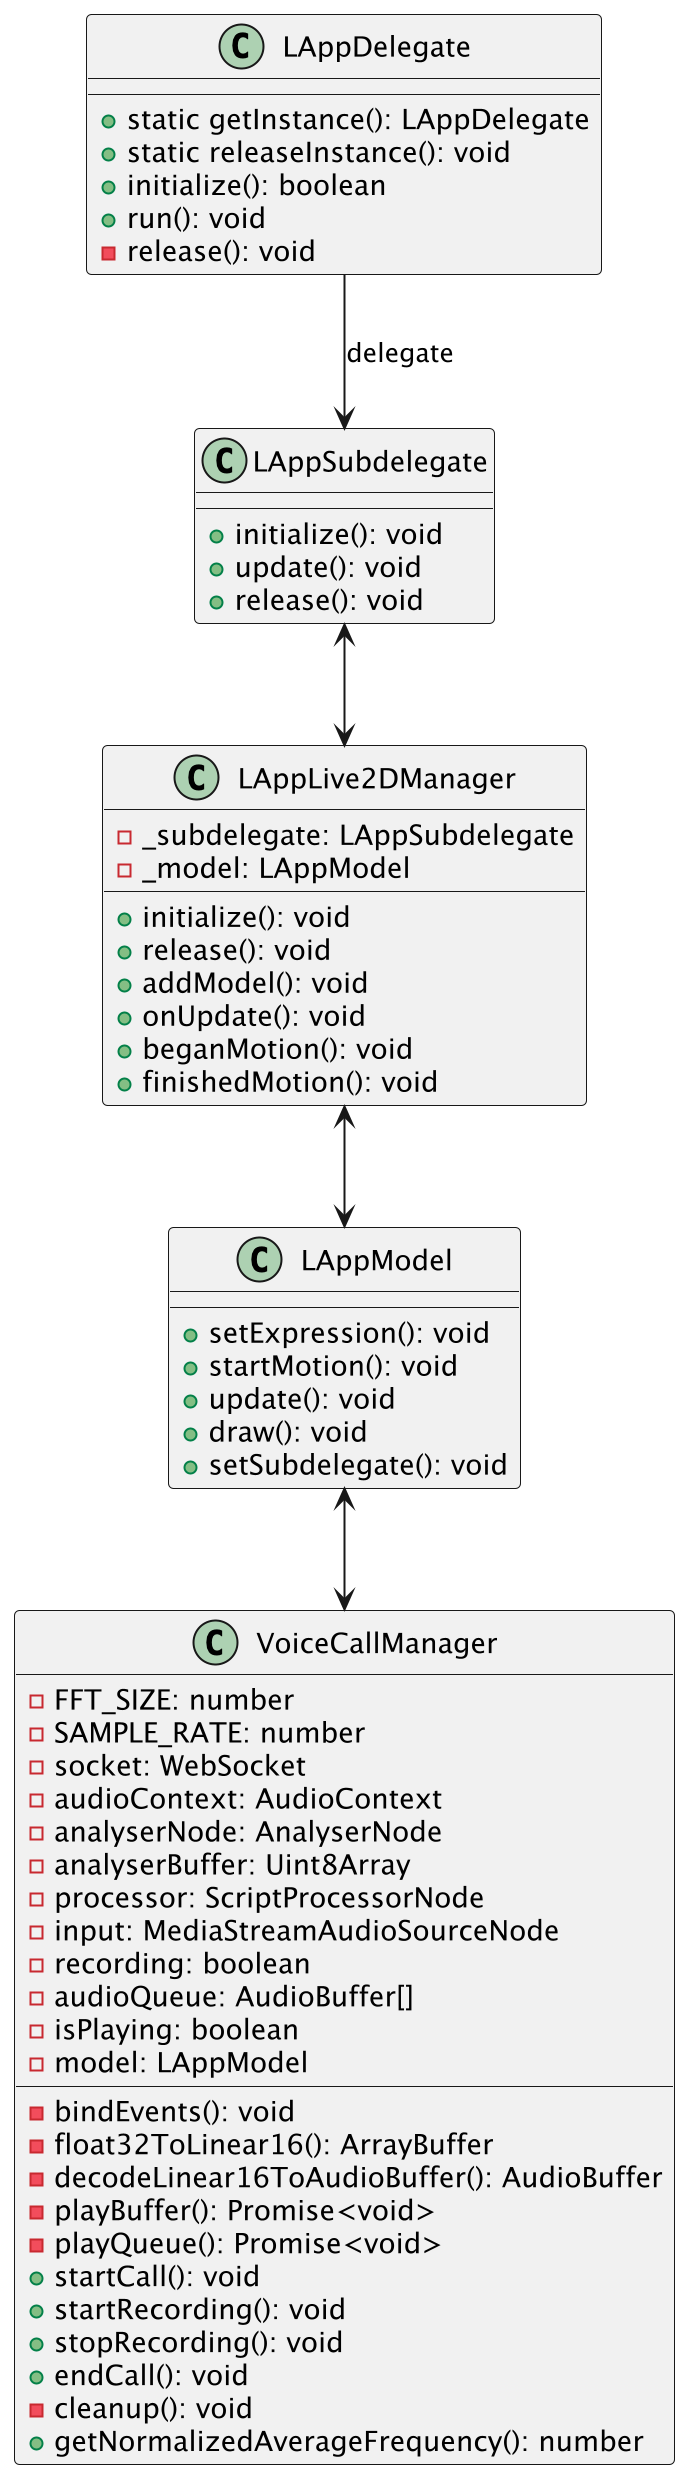 C LAppDelegate
static getInstance(): LAppDelegate
static releaseInstance(): void
initialize(): boolean
run(): void
release(): void
delegate
C LAppSubdelegate
initialize(): void
update(): void
release(): void
C LAppLive2DManager
_subdelegate: LAppSubdelegate
_model: LAppModel
initialize(): void
release(): void
addModel(): void
onUpdate(): void
beganMotion(): void
finishedMotion(): void
C LAppModel
setExpression(): void
startMotion(): void
update(): void
draw(): void
setSubdelegate(): void
C VoiceCallManager
FFT_SIZE: number
SAMPLE_RATE: number
socket: WebSocket
audioContext: AudioContext
analyserNode: AnalyserNode
analyserBuffer: Uint8Array
processor: ScriptProcessorNode
input: MediaStreamAudioSourceNode
recording: boolean
audioQueue: AudioBuffer[]
isPlaying: boolean
model: LAppModel
bindEvents(): void
float32ToLinear16(): ArrayBuffer
decodeLinear16ToAudioBuffer(): AudioBuffer
playBuffer(): Promise<void>
playQueue(): Promise<void>
startCall(): void
startRecording(): void
stopRecording(): void
endCall(): void
cleanup(): void
getNormalizedAverageFrequency(): number